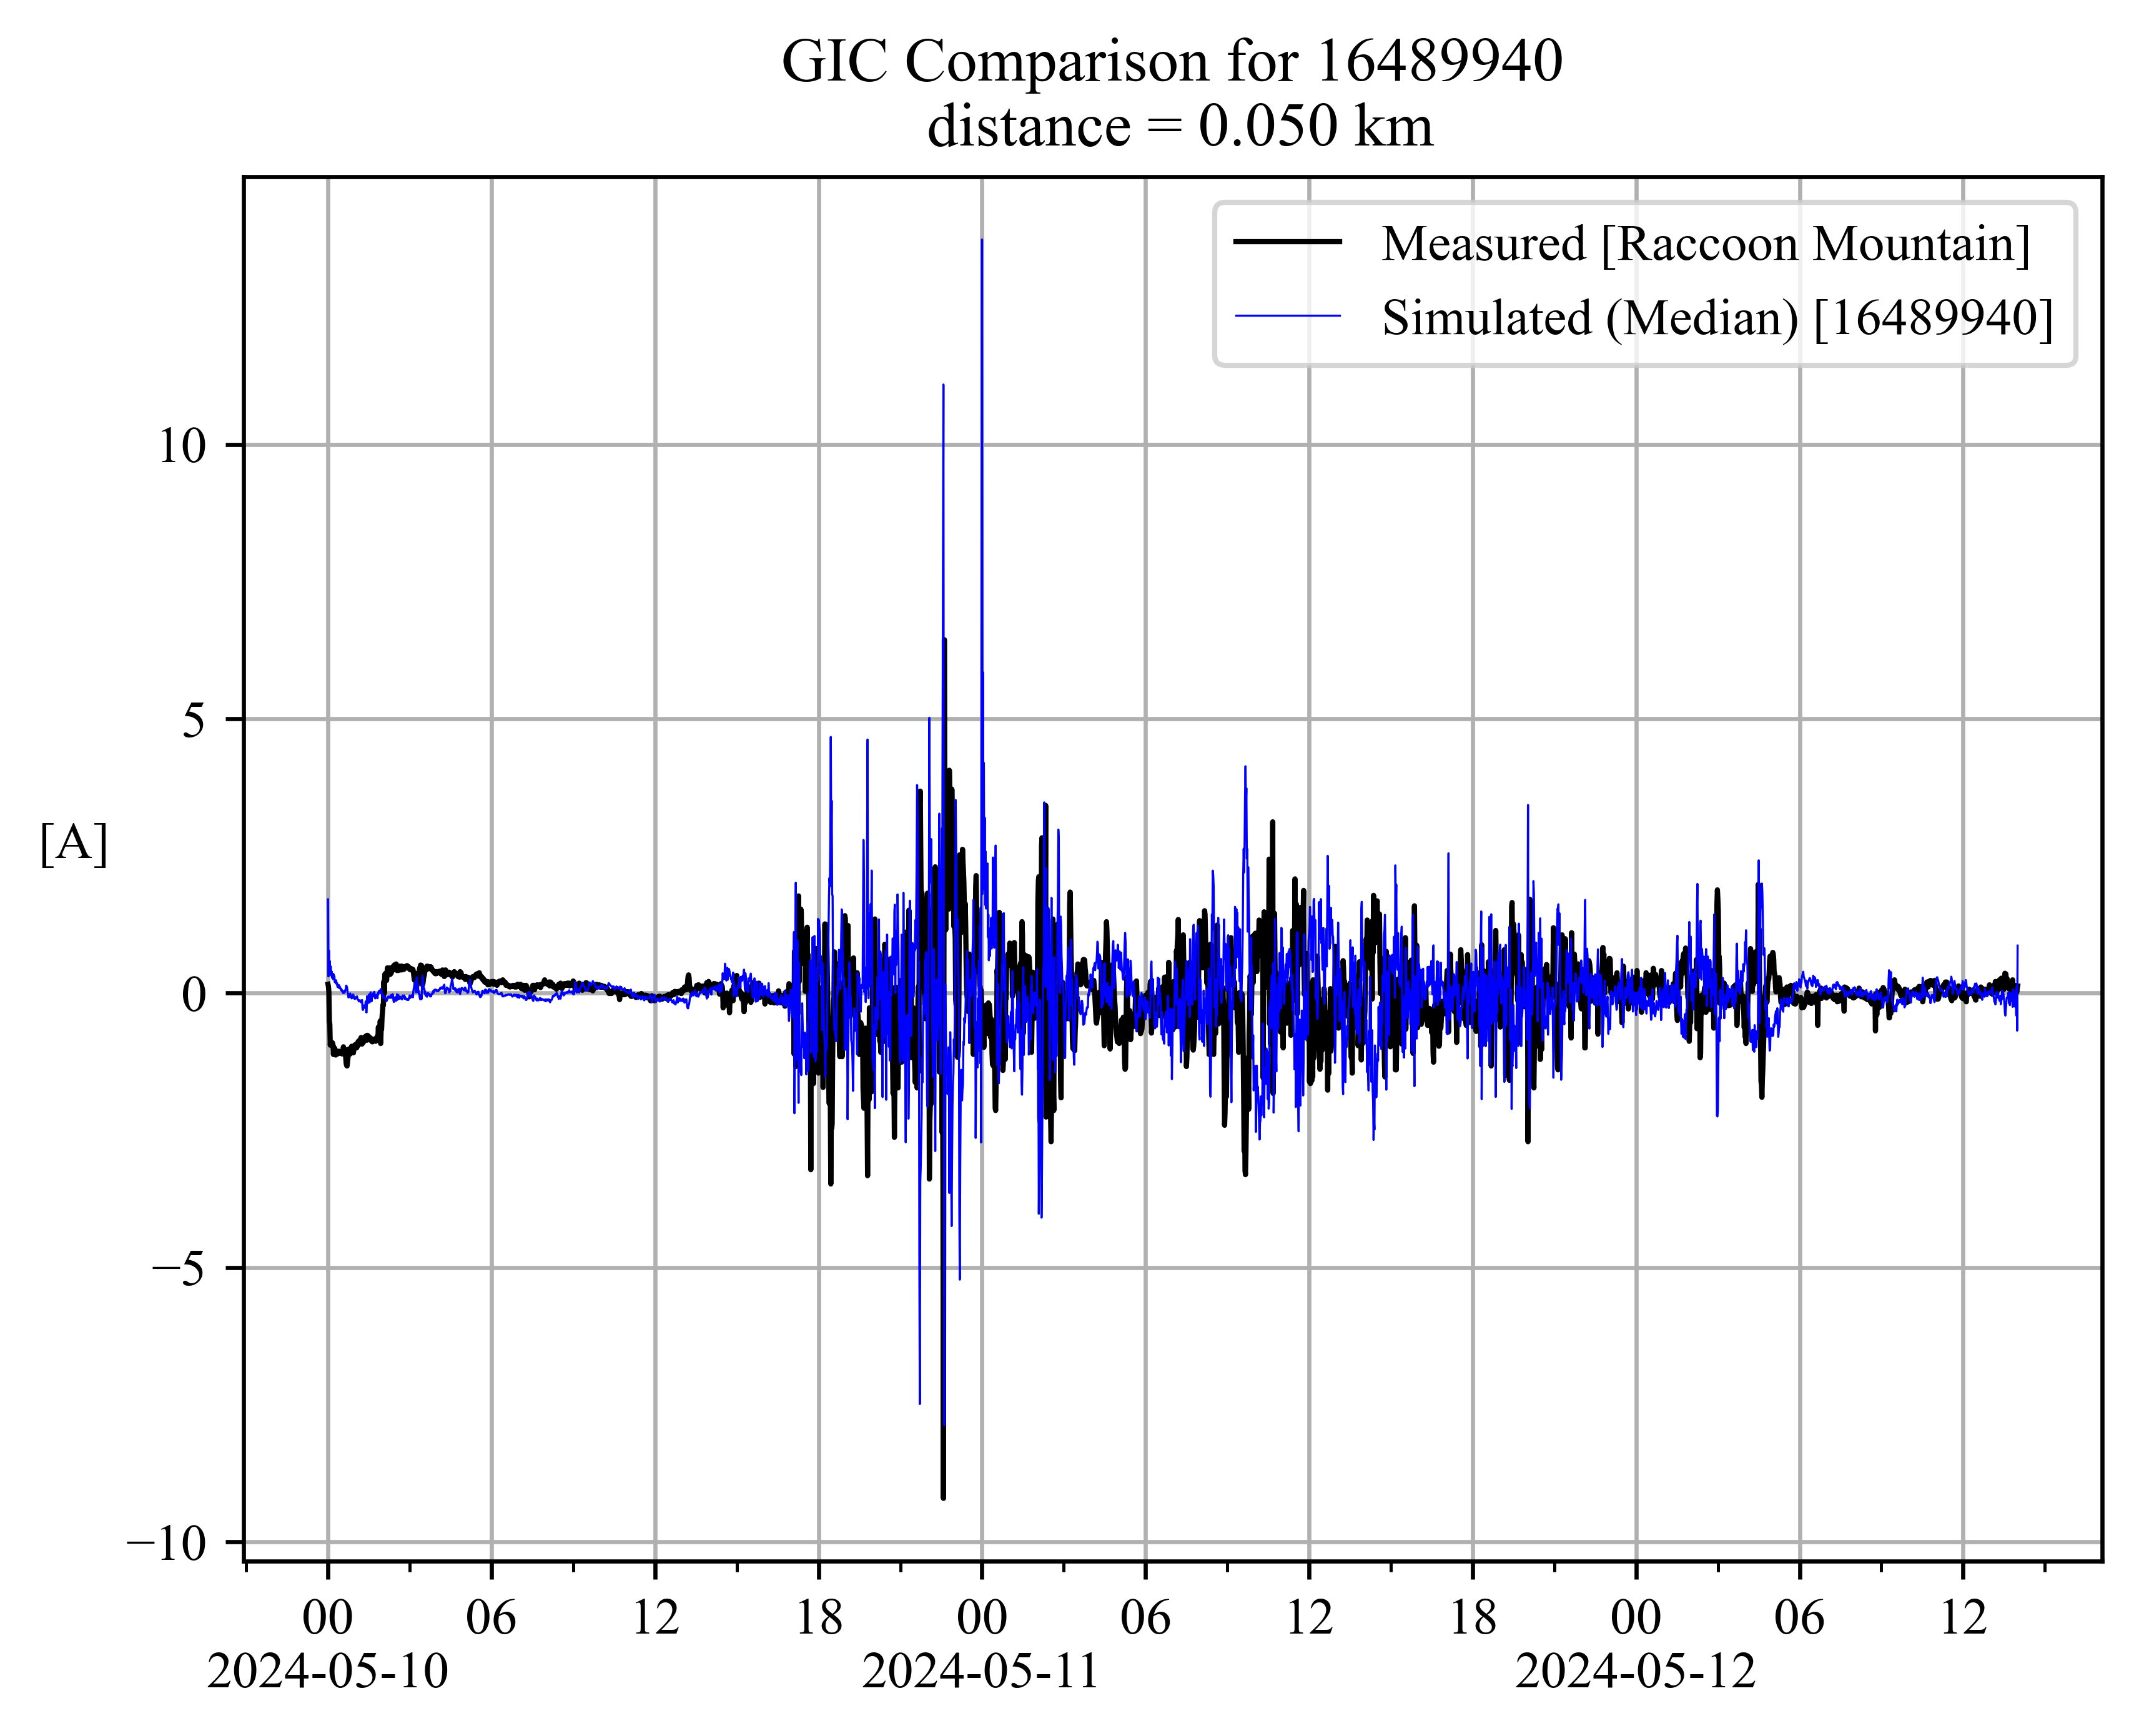 GIC Comparison for 16489940
distance = 0.050 km
Measured [Raccoon Mountain]
Simulated (Median) [16489940]
10
5
[A]
0
−5
−10
00 06 12 18 00 06 12 18 00 06 12
2024-05-10 2024-05-11 2024-05-12